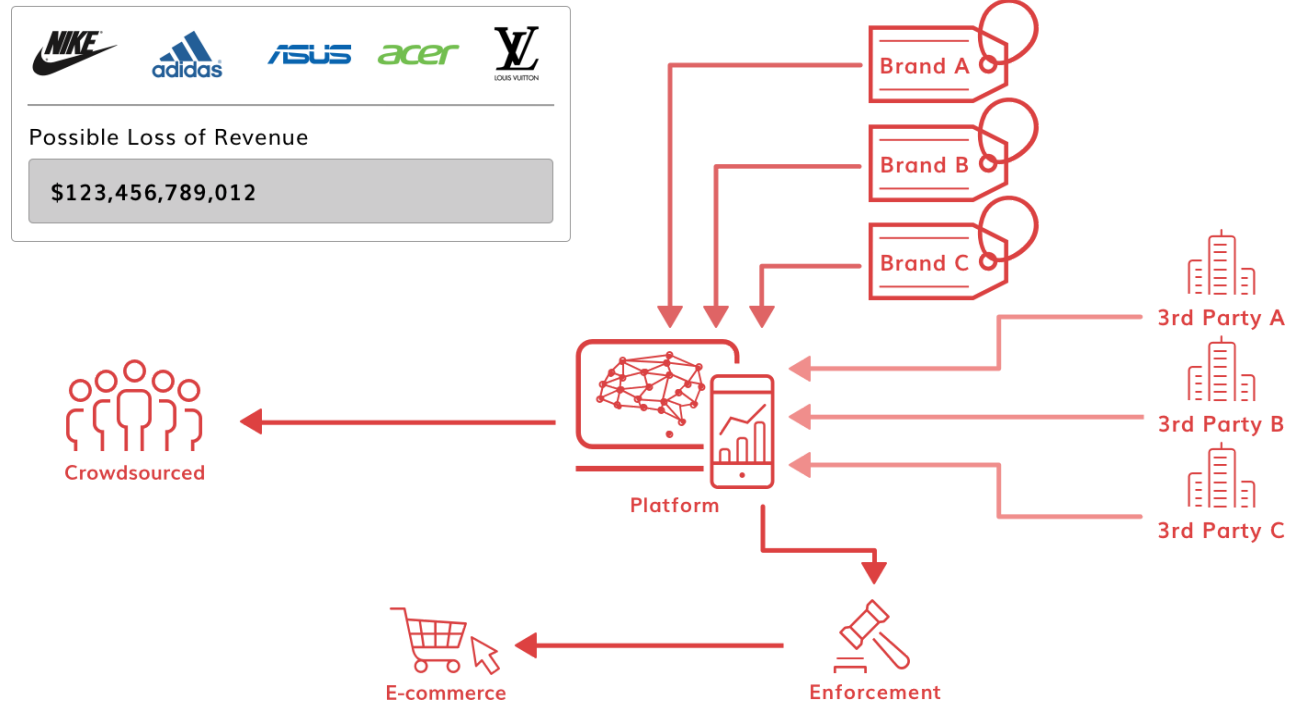 NIKE
adidas
ASUS
acer
LV
LOUIS VUITTON
Possible Loss of Revenue
$123,456,789,012
Brand A
Brand B
Brand C
3rd Party A
3rd Party B
3rd Party C
Crowdsourced
Platform
E-commerce
Enforcement